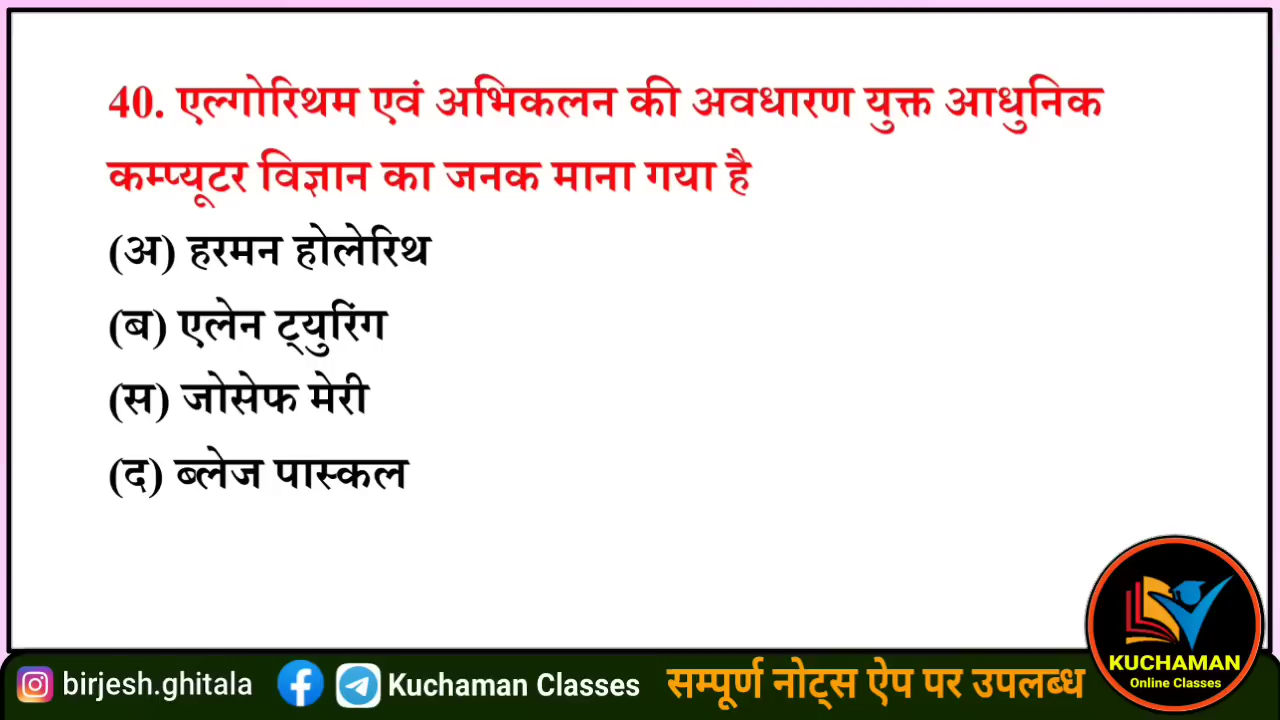 40. एल्गोरिथम एवं अभिकलन की अवधारण युक्त आधुनिक
कम्प्यूटर विज्ञान का जनक माना गया है
(अ) हरमन होलेरिथ
(ब) एलेन ट्युरिंग
(स) जोसेफ मेरी
(द) ब्लेज पास्कल
KUCHAMAN
Online Classes
birjesh.ghitala
Kuchaman Classes
सम्पूर्ण नोट्स ऐप पर उपलब्ध